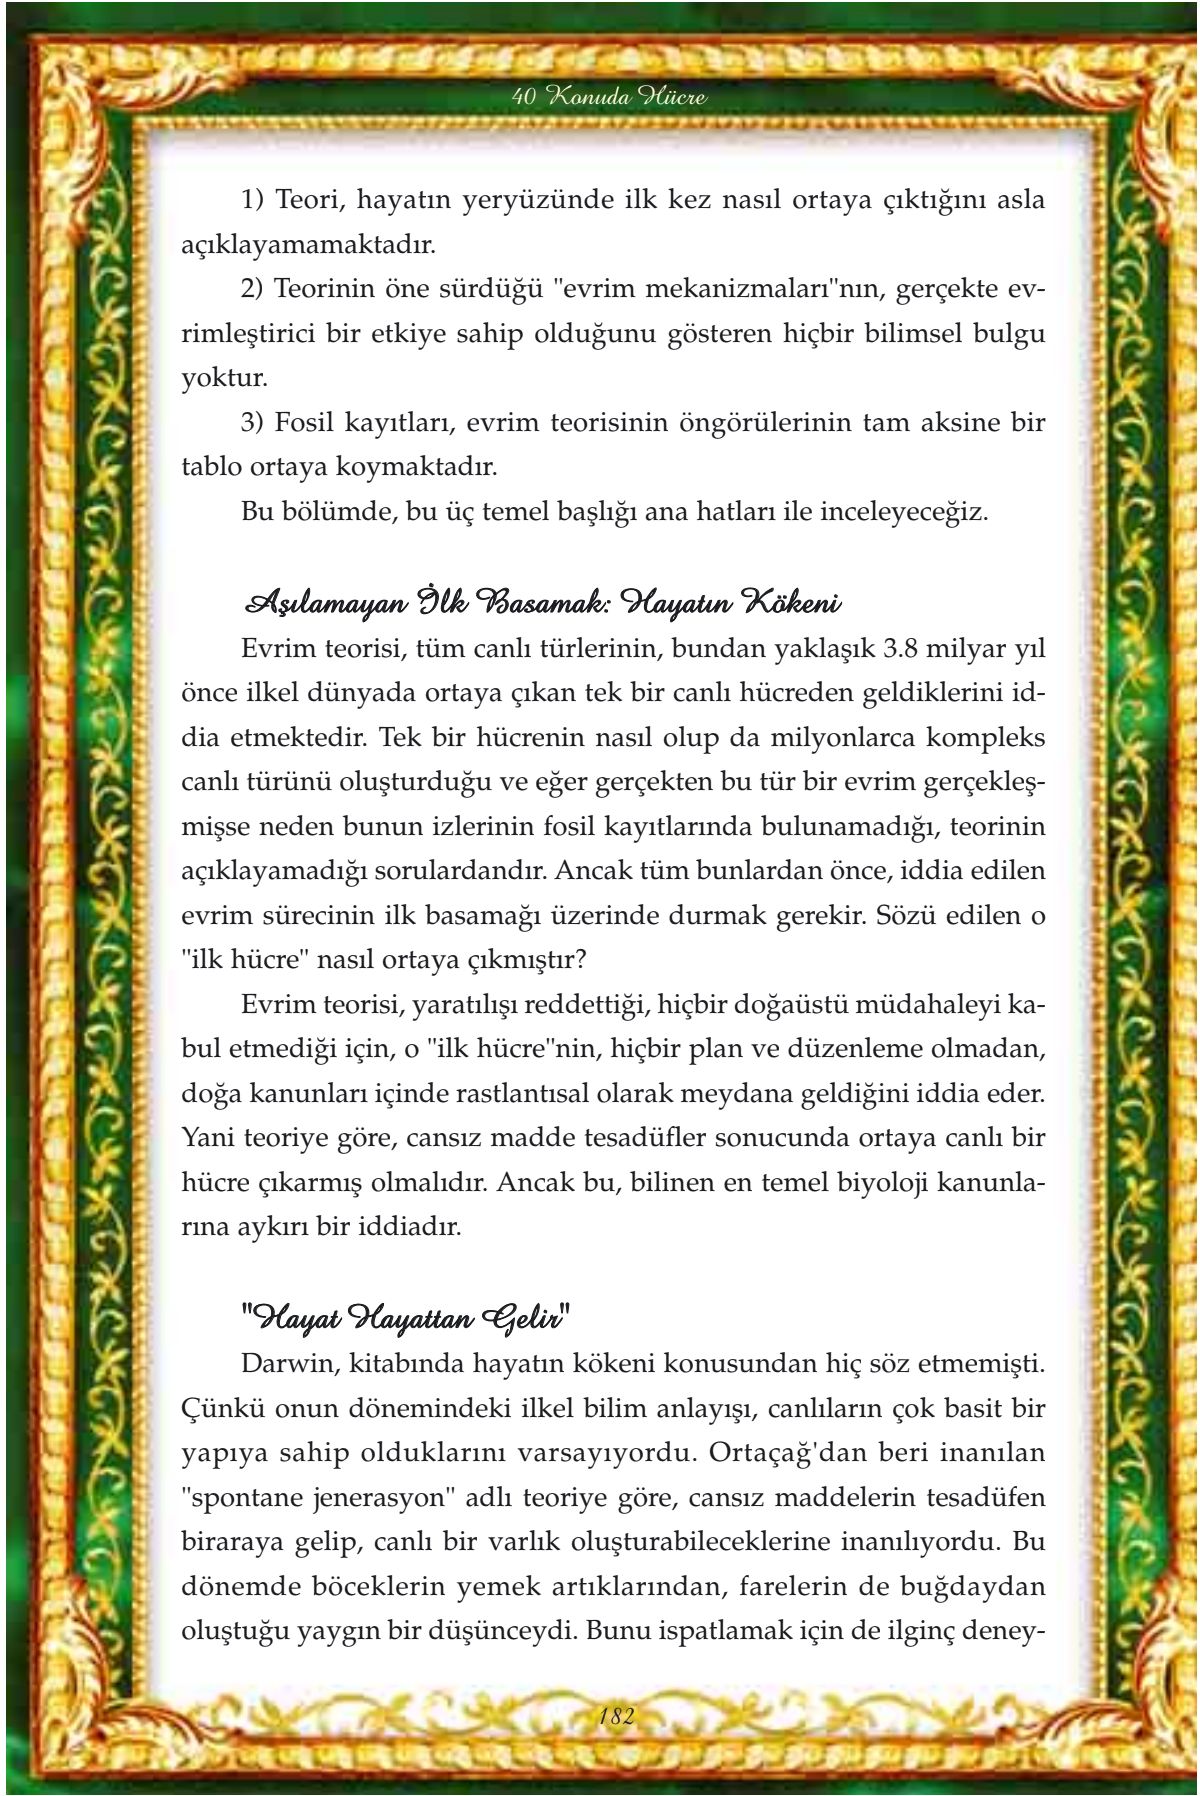 40 Konuda Hücre
1) Teori, hayatın yeryüzünde ilk kez nasıl ortaya çıktığını asla
açıklayamamaktadır.
2) Teorinin öne sürdüğü "evrim mekanizmaları"nın, gerçekte ev-
rimleştirici bir etkiye sahip olduğunu gösteren hiçbir bilimsel bulgu
yoktur.
3) Fosil kayıtları, evrim teorisinin öngörülerinin tam aksine bir
tablo ortaya koymaktadır.
Bu bölümde, bu üç temel başlığı ana hatları ile inceleyeceğiz.
Aşılamayan İlk Basamak: Hayatın Kökeni
Evrim teorisi, tüm canlı türlerinin, bundan yaklaşık 3.8 milyar yıl
önce ilkel dünyada ortaya çıkan tek bir canlı hücreden geldiklerini id-
dia etmektedir. Tek bir hücrenin nasıl olup da milyonlarca kompleks
canlı türünü oluşturduğu ve eğer gerçekten bu tür bir evrim gerçekleş-
mişse neden bunun izlerinin fosil kayıtlarında bulunamadığı, teorinin
açıklayamadığı sorulardandır. Ancak tüm bunlardan önce, iddia edilen
evrim sürecinin ilk basamağı üzerinde durmak gerekir. Sözü edilen o
"ilk hücre" nasıl ortaya çıkmıştır?
Evrim teorisi, yaratılışı reddettiği, hiçbir doğaüstü müdahaleyi ka-
bul etmediği için, o "ilk hücre"nin, hiçbir plan ve düzenleme olmadan,
doğa kanunları içinde rastlantısal olarak meydana geldiğini iddia eder.
Yani teoriye göre, cansız madde tesadüfler sonucunda ortaya canlı bir
hücre çıkarmış olmalıdır. Ancak bu, bilinen en temel biyoloji kanunla-
rına aykırı bir iddiadır.
"Hayat Hayattan Gelir"
Darwin, kitabında hayatın kökeni konusundan hiç söz etmemişti.
Çünkü onun dönemindeki ilkel bilim anlayışı, canlıların çok basit bir
yapıya sahip olduklarını varsayıyordu. Ortaçağ'dan beri inanılan
"spontane jenerasyon" adlı teoriye göre, cansız maddelerin tesadüfen
biraraya gelip, canlı bir varlık oluşturabileceklerine inanılıyordu. Bu
dönemde böceklerin yemek artıklarından, farelerin de buğdaydan
oluştuğu yaygın bir düşünceydi. Bunu ispatlamak için de ilginç deney-
182